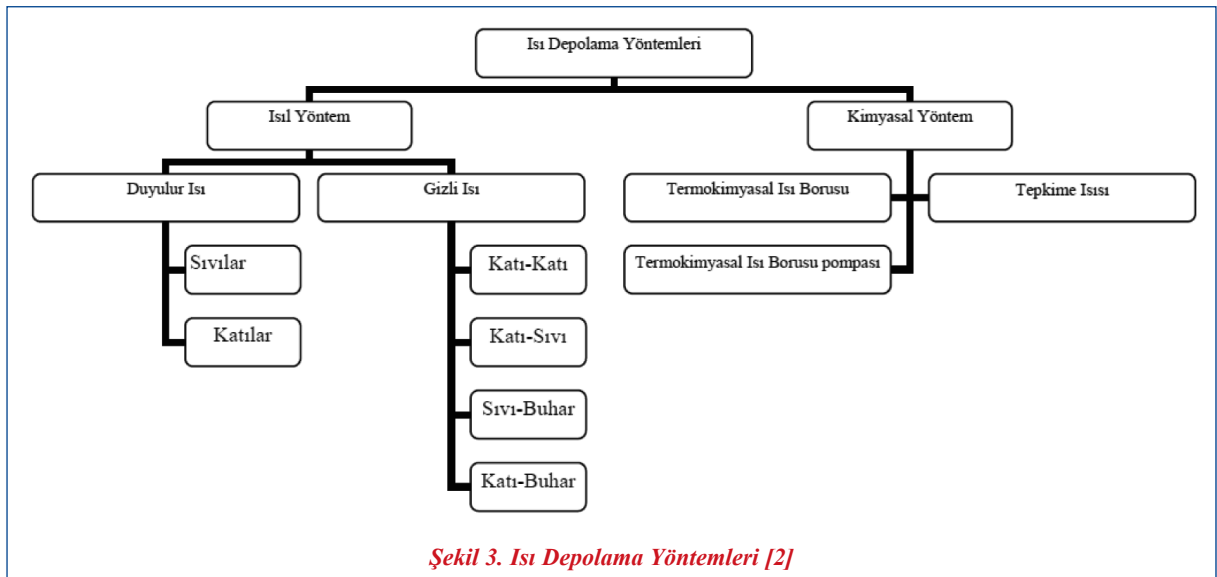 Isı Depolama Yöntemleri
Isıl Yöntem
Kimyasal Yöntem
Duyulur Isı
Gizli Isı
Termokimyasal Isı Borusu
Tepkime Isısı
Sıvılar
Katı-Katı
Termokimyasal Isı Borusu pompası
Katılar
Katı-Sıvı
Sıvı-Buhar
Katı-Buhar
Şekil 3. Isı Depolama Yöntemleri [2]